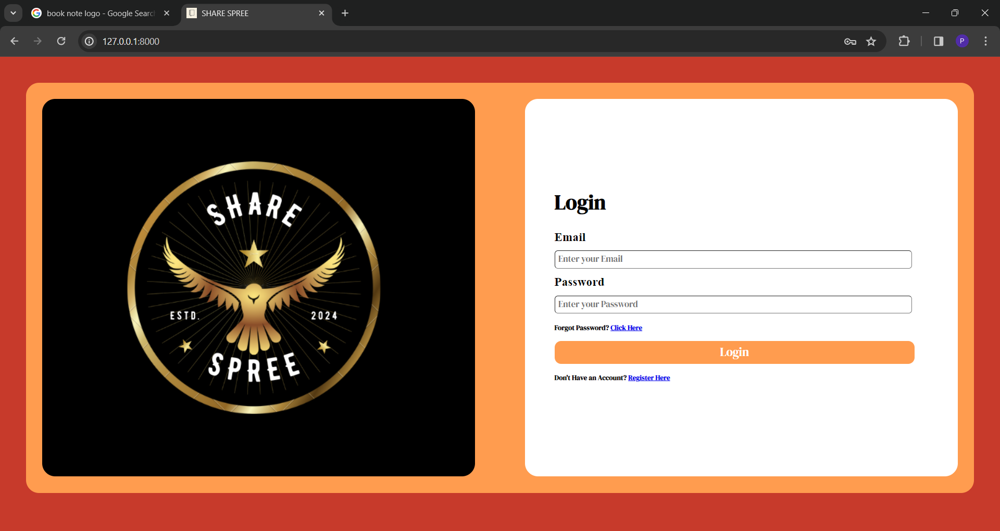 book note logo - Google Searc
SHARE SPREE
127.0.0.1:8000
P
SHARE
ESTD.
2024
SPREE
Login
Email
Enter your Email
Password
Enter your Password
Forgot Password? Click Here
Login
Don't Have an Account? Register Here